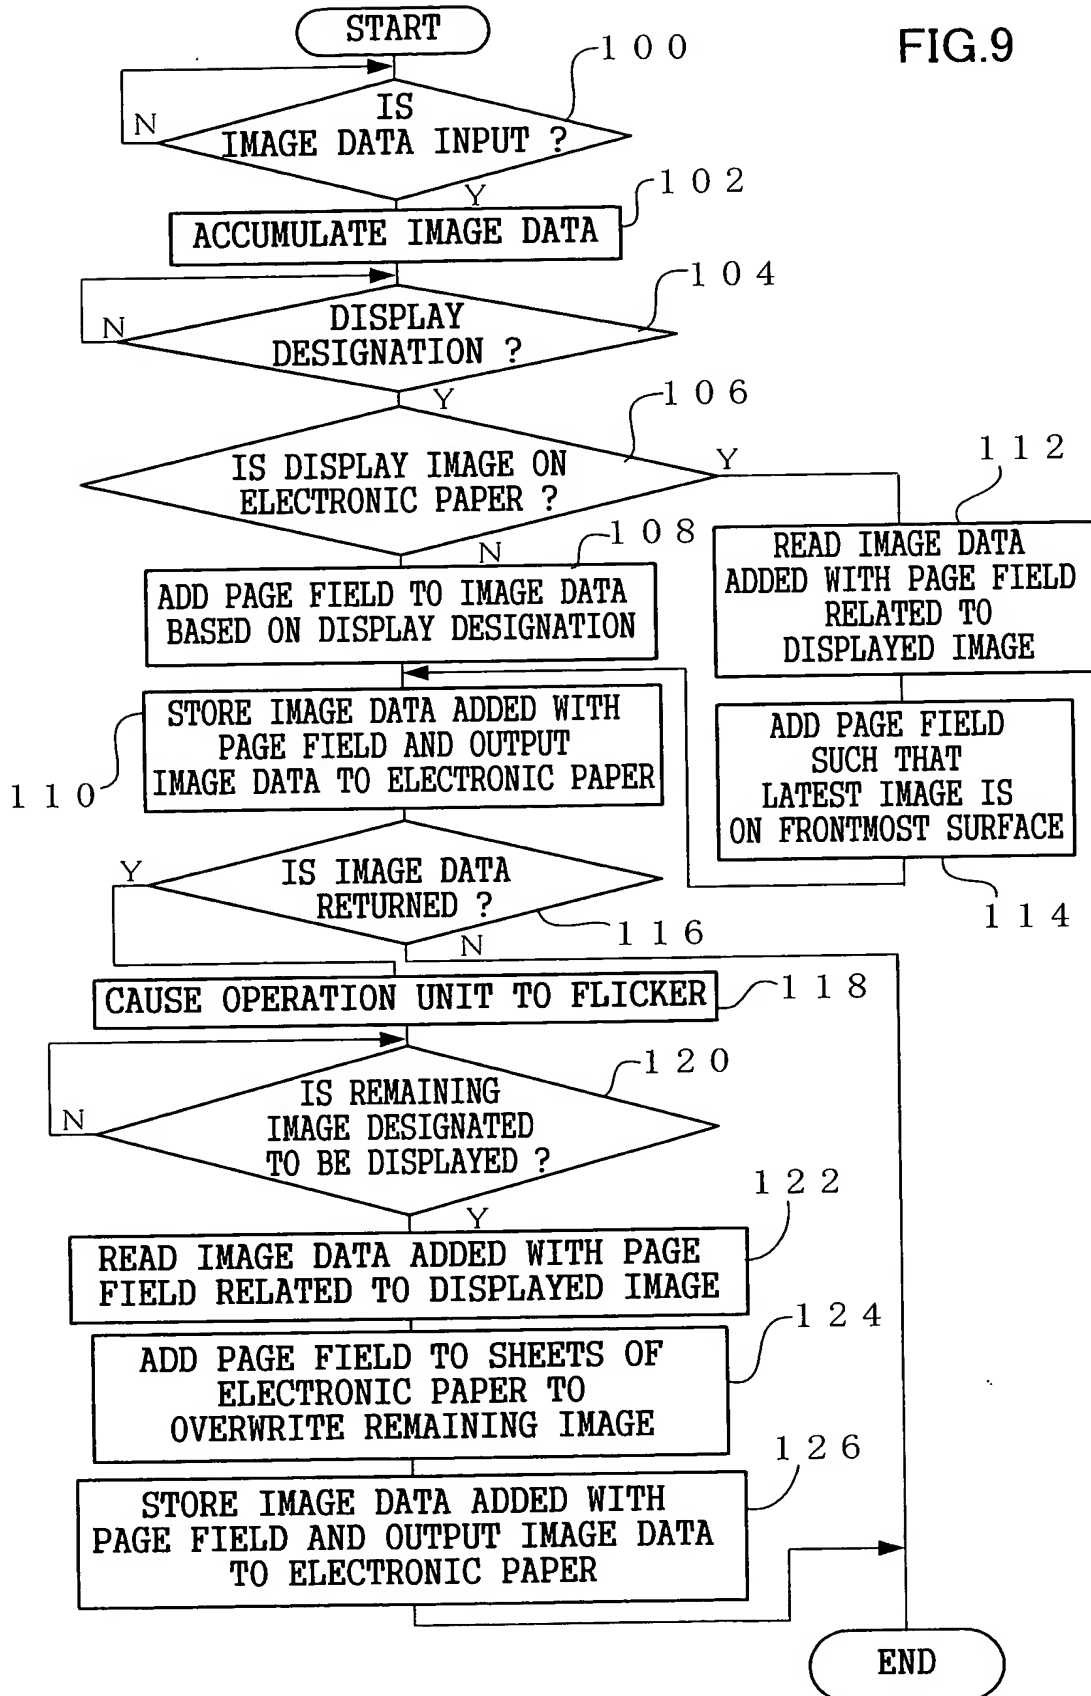 START
FIG.9
100
IS
IMAGE DATA INPUT ?
N
Y
102
ACCUMULATE IMAGE DATA
104
DISPLAY
DESIGNATION ?
N
Y
106
IS DISPLAY IMAGE ON
ELECTRONIC PAPER ?
Y
N
112
READ IMAGE DATA
ADDED WITH PAGE FIELD
RELATED TO
DISPLAYED IMAGE
108
ADD PAGE FIELD TO IMAGE DATA
BASED ON DISPLAY DESIGNATION
STORE IMAGE DATA ADDED WITH
PAGE FIELD AND OUTPUT
IMAGE DATA TO ELECTRONIC PAPER
110
ADD PAGE FIELD
SUCH THAT
LATEST IMAGE IS
ON FRONTMOST SURFACE
114
Y
IS IMAGE DATA
RETURNED ?
116
N
CAUSE OPERATION UNIT TO FLICKER
118
120
IS REMAINING
IMAGE DESIGNATED
TO BE DISPLAYED ?
N
Y
122
READ IMAGE DATA ADDED WITH PAGE
FIELD RELATED TO DISPLAYED IMAGE
124
ADD PAGE FIELD TO SHEETS OF
ELECTRONIC PAPER TO
OVERWRITE REMAINING IMAGE
126
STORE IMAGE DATA ADDED WITH
PAGE FIELD AND OUTPUT IMAGE DATA
TO ELECTRONIC PAPER
END